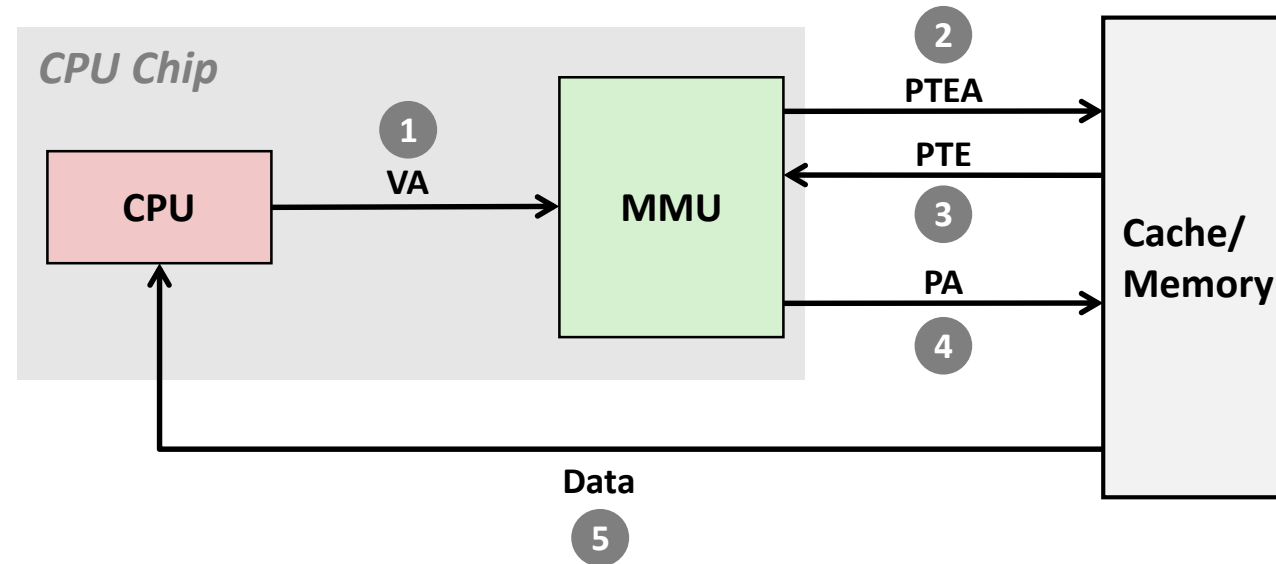 2
CPU Chip
PTEA
1
PTE
VA
CPU
MMU
3
Cache/
Memory
PA
4
Data
5